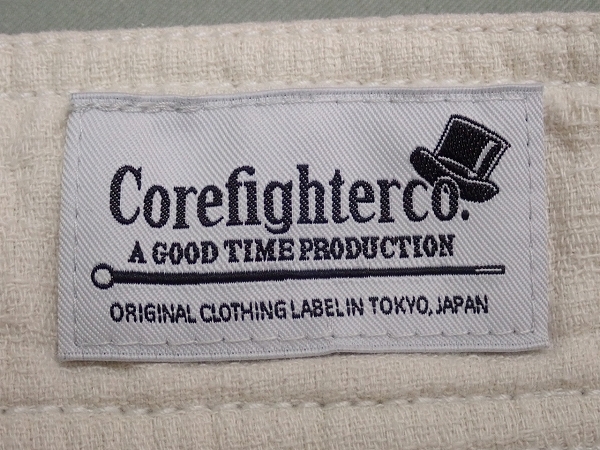 Corefighterco.
A GOOD TIME PRODUCTION
ORIGINAL CLOTHING LABEL IN TOKYO, JAPAN